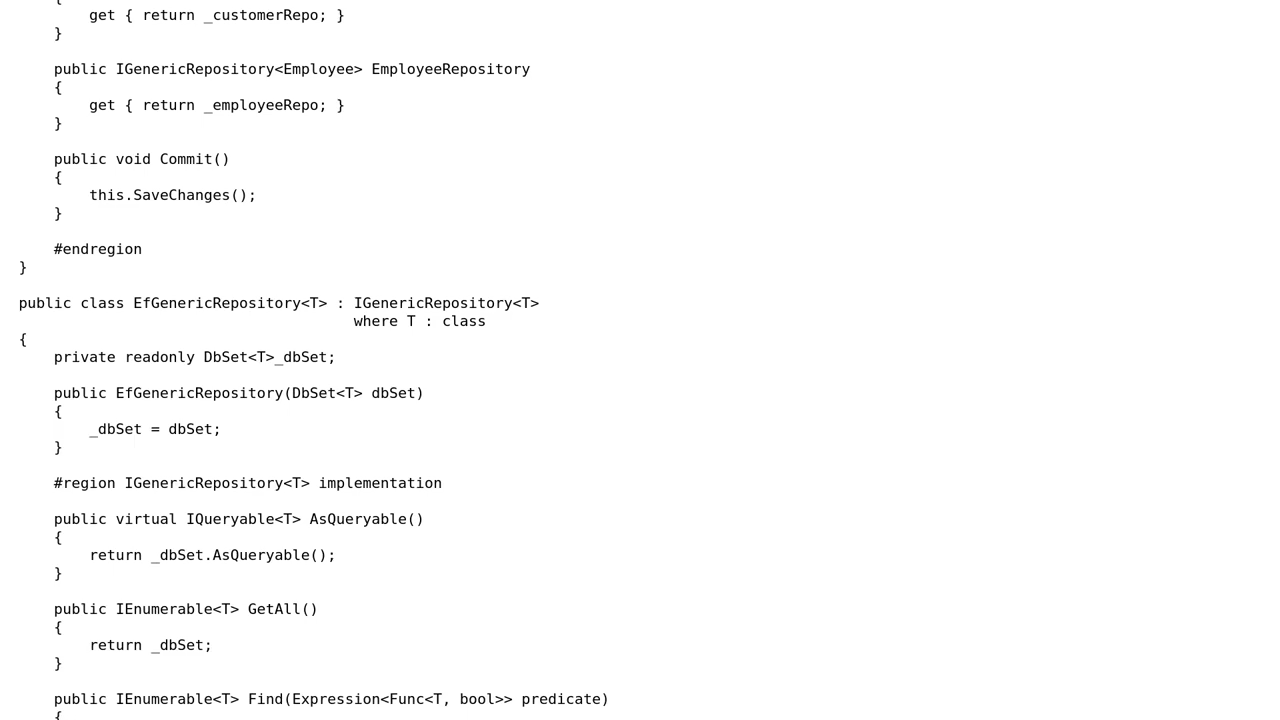 {
get { return _customerRepo; }
}
public IGenericRepository<Employee> EmployeeRepository
{
get { return _employeeRepo; }
}
public void Commit()
{
this.SaveChanges();
}
#endregion
}
public class EfGenericRepository<T> : IGenericRepository<T>
where T : class
{
private readonly DbSet<T>_dbSet;
public EfGenericRepository(DbSet<T> dbSet)
{
_dbSet = dbSet;
}
#region IGenericRepository<T> implementation
public virtual IQueryable<T> AsQueryable()
{
return _dbSet.AsQueryable();
}
public IEnumerable<T> GetAll()
{
return _dbSet;
}
public IEnumerable<T> Find(Expression<Func<T, bool>> predicate)
{